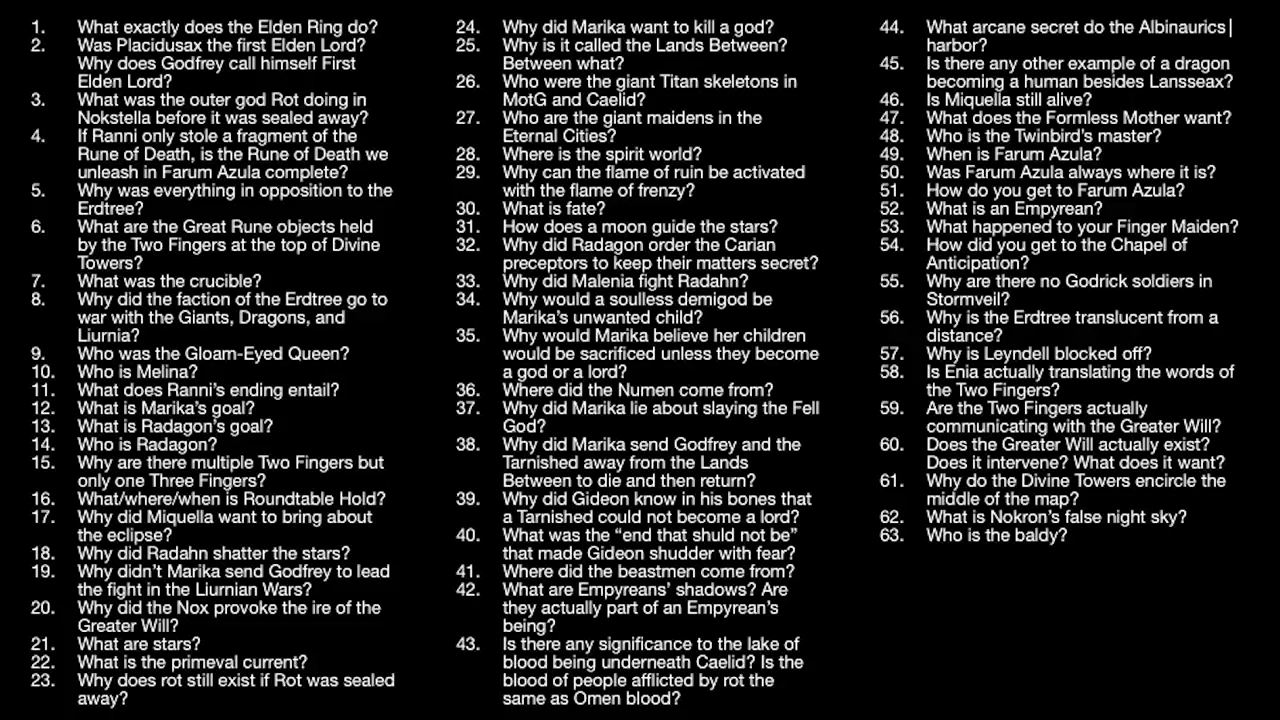 1. What exactly does the Elden Ring do?
2. Was Placidusax the first Elden Lord?
Why does Godfrey call himself First
Elden Lord?
3. What was the outer god Rot doing in
Nokstella before it was sealed away?
4. If Ranni only stole a fragment of the
Rune of Death, is the Rune of Death we
unleash in Farum Azula complete?
5. Why was everything in opposition to the
Erdtree?
6. What are the Great Rune objects held
by the Two Fingers at the top of Divine
Towers?
7. What was the crucible?
8. Why did the faction of the Erdtree go to
war with the Giants, Dragons, and
Liurnia?
9. Who was the Gloam-Eyed Queen?
10. Who is Melina?
11. What does Ranni's ending entail?
12. What is Marika's goal?
13. What is Radagon's goal?
14. Who is Radagon?
15. Why are there multiple Two Fingers but
only one Three Fingers?
16. What/where/when is Roundtable Hold?
17. Why did Miquella want to bring about
the eclipse?
18. Why did Radahn shatter the stars?
19. Why didn't Marika send Godfrey to lead
the fight in the Liurnian Wars?
20. Why did the Nox provoke the ire of the
Greater Will?
21. What are stars?
22. What is the primeval current?
23. Why does rot still exist if Rot was sealed
away?
24. Why did Marika want to kill a god?
25. Why is it called the Lands Between?
Between what?
26. Who were the giant Titan skeletons in
MotG and Caelid?
27. Who are the giant maidens in the
Eternal Cities?
28. Where is the spirit world?
29. Why can the flame of ruin be activated
with the flame of frenzy?
30. What is fate?
31. How does a moon guide the stars?
32. Why did Radagon order the Carian
preceptors to keep their matters secret?
33. Why did Malenia fight Radahn?
34. Why would a soulless demigod be
Marika's unwanted child?
35. Why would Marika believe her children
would be sacrificed unless they become
a god or a lord?
36. Where did the Numen come from?
37. Why did Marika lie about slaying the Fell
God?
38. Why did Marika send Godfrey and the
Tarnished away from the Lands
Between to die and then return?
39. Why did Gideon know in his bones that
a Tarnished could not become a lord?
40. What was the "end that shuld not be"
that made Gideon shudder with fear?
41. Where did the beastmen come from?
42. What are Empyreans' shadows? Are
they actually part of an Empyrean's
being?
43. Is there any significance to the lake of
blood being underneath Caelid? Is the
blood of people afflicted by rot the
same as Omen blood?
44. What arcane secret do the Albinaurics
harbor?
45. Is there any other example of a dragon
becoming a human besides Lansseax?
46. Is Miquella still alive?
47. What does the Formless Mother want?
48. Who is the Twinbird's master?
49. When is Farum Azula?
50. Was Farum Azula always where it is?
51. How do you get to Farum Azula?
52. What is an Empyrean?
53. What happened to your Finger Maiden?
54. How did you get to the Chapel of
Anticipation?
55. Why are there no Godrick soldiers in
Stormveil?
56. Why is the Erdtree translucent from a
distance?
57. Why is Leyndell blocked off?
58. Is Enia actually translating the words of
the Two Fingers?
59. Are the Two Fingers actually
communicating with the Greater Will?
60. Does the Greater Will actually exist?
Does it intervene? What does it want?
61. Why do the Divine Towers encircle the
middle of the map?
62. What is Nokron's false night sky?
63. Who is the baldy?